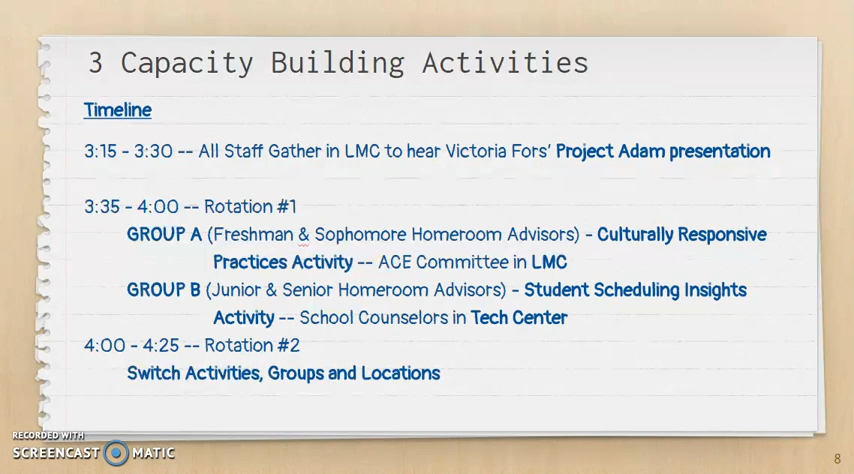 3 Capacity Building Activities
Timeline
3:15 - 3:30 -- All Staff Gather in LMC to hear Victoria Fors' Project Adam presentation
3:35 - 4:00 -- Rotation #1
GROUP A (Freshman & Sophomore Homeroom Advisors) - Culturally Responsive
Practices Activity -- ACE Committee in LMC
GROUP B (Junior & Senior Homeroom Advisors) - Student Scheduling Insights
Activity -- School Counselors in Tech Center
4:00 - 4:25 -- Rotation #2
Switch Activities, Groups and Locations
RECORDED WITH
SCREENCAST MATIC
8